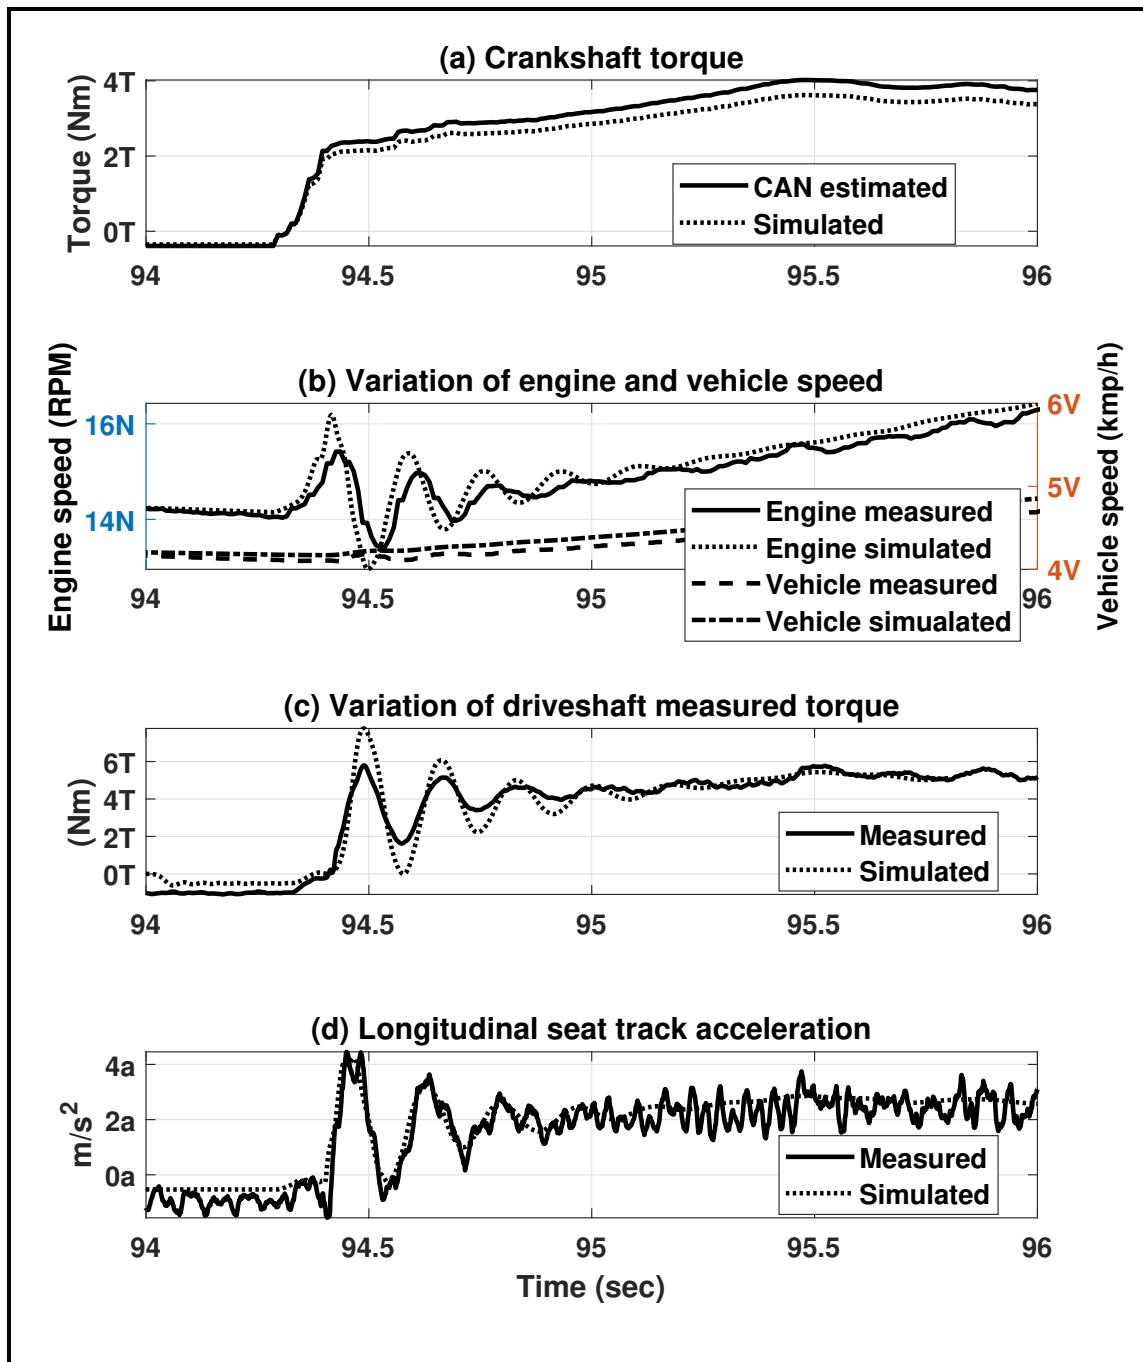 (a) Crankshaft torque
Torque (Nm)
4T
2T
0T
CAN estimated
Simulated
94
94.5
95
95.5
96
(b) Variation of engine and vehicle speed
Engine speed (RPM)
16N
14N
6V
5V
4V
Vehicle speed (kmp/h)
Engine measured
Engine simulated
Vehicle measured
Vehicle simualated
94
94.5
95
96
(c) Variation of driveshaft measured torque
(Nm)
6T
4T
2T
0T
Measured
Simulated
94
94.5
95
95.5
96
(d) Longitudinal seat track acceleration
m/s²
4a
2a
0a
Measured
Simulated
94
94.5
95
95.5
96
Time (sec)